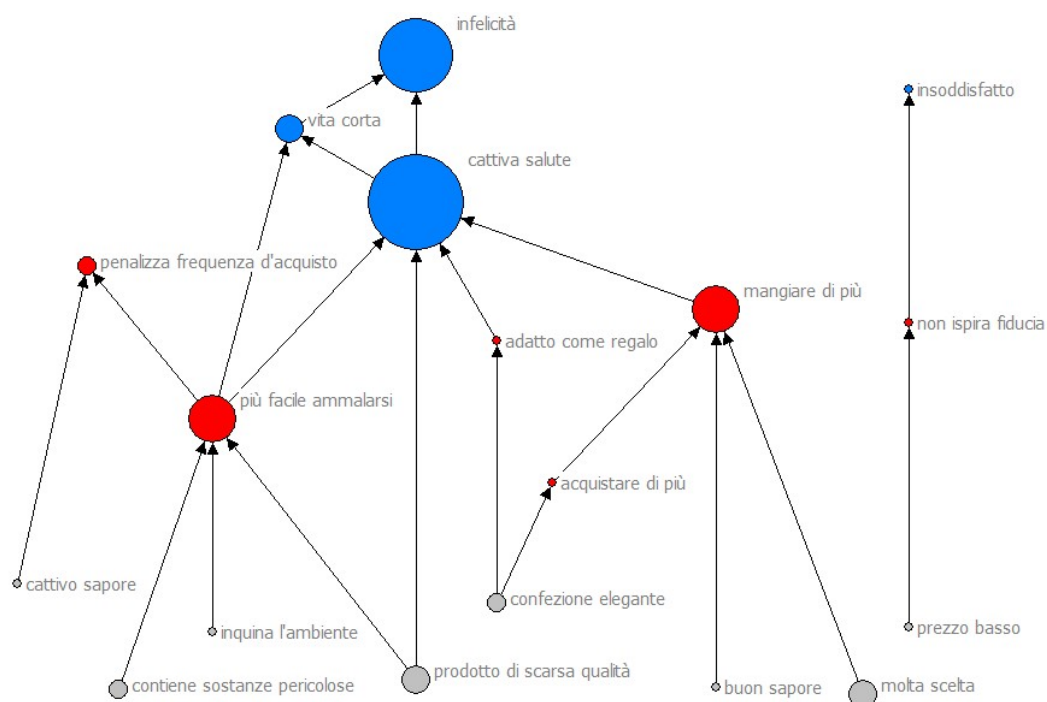 infelicità
insoddisfatto
vita corta
cattiva salute
penalizza frequenza d'acquisto
mangiare di più
non ispira fiducia
adatto come regalo
più facile ammalarsi
acquistare di più
cattivo sapore
confezione elegante
inquina l'ambiente
prezzo basso
prodotto di scarsa qualità
contiene sostanze pericolose
buon sapore
molta scelta